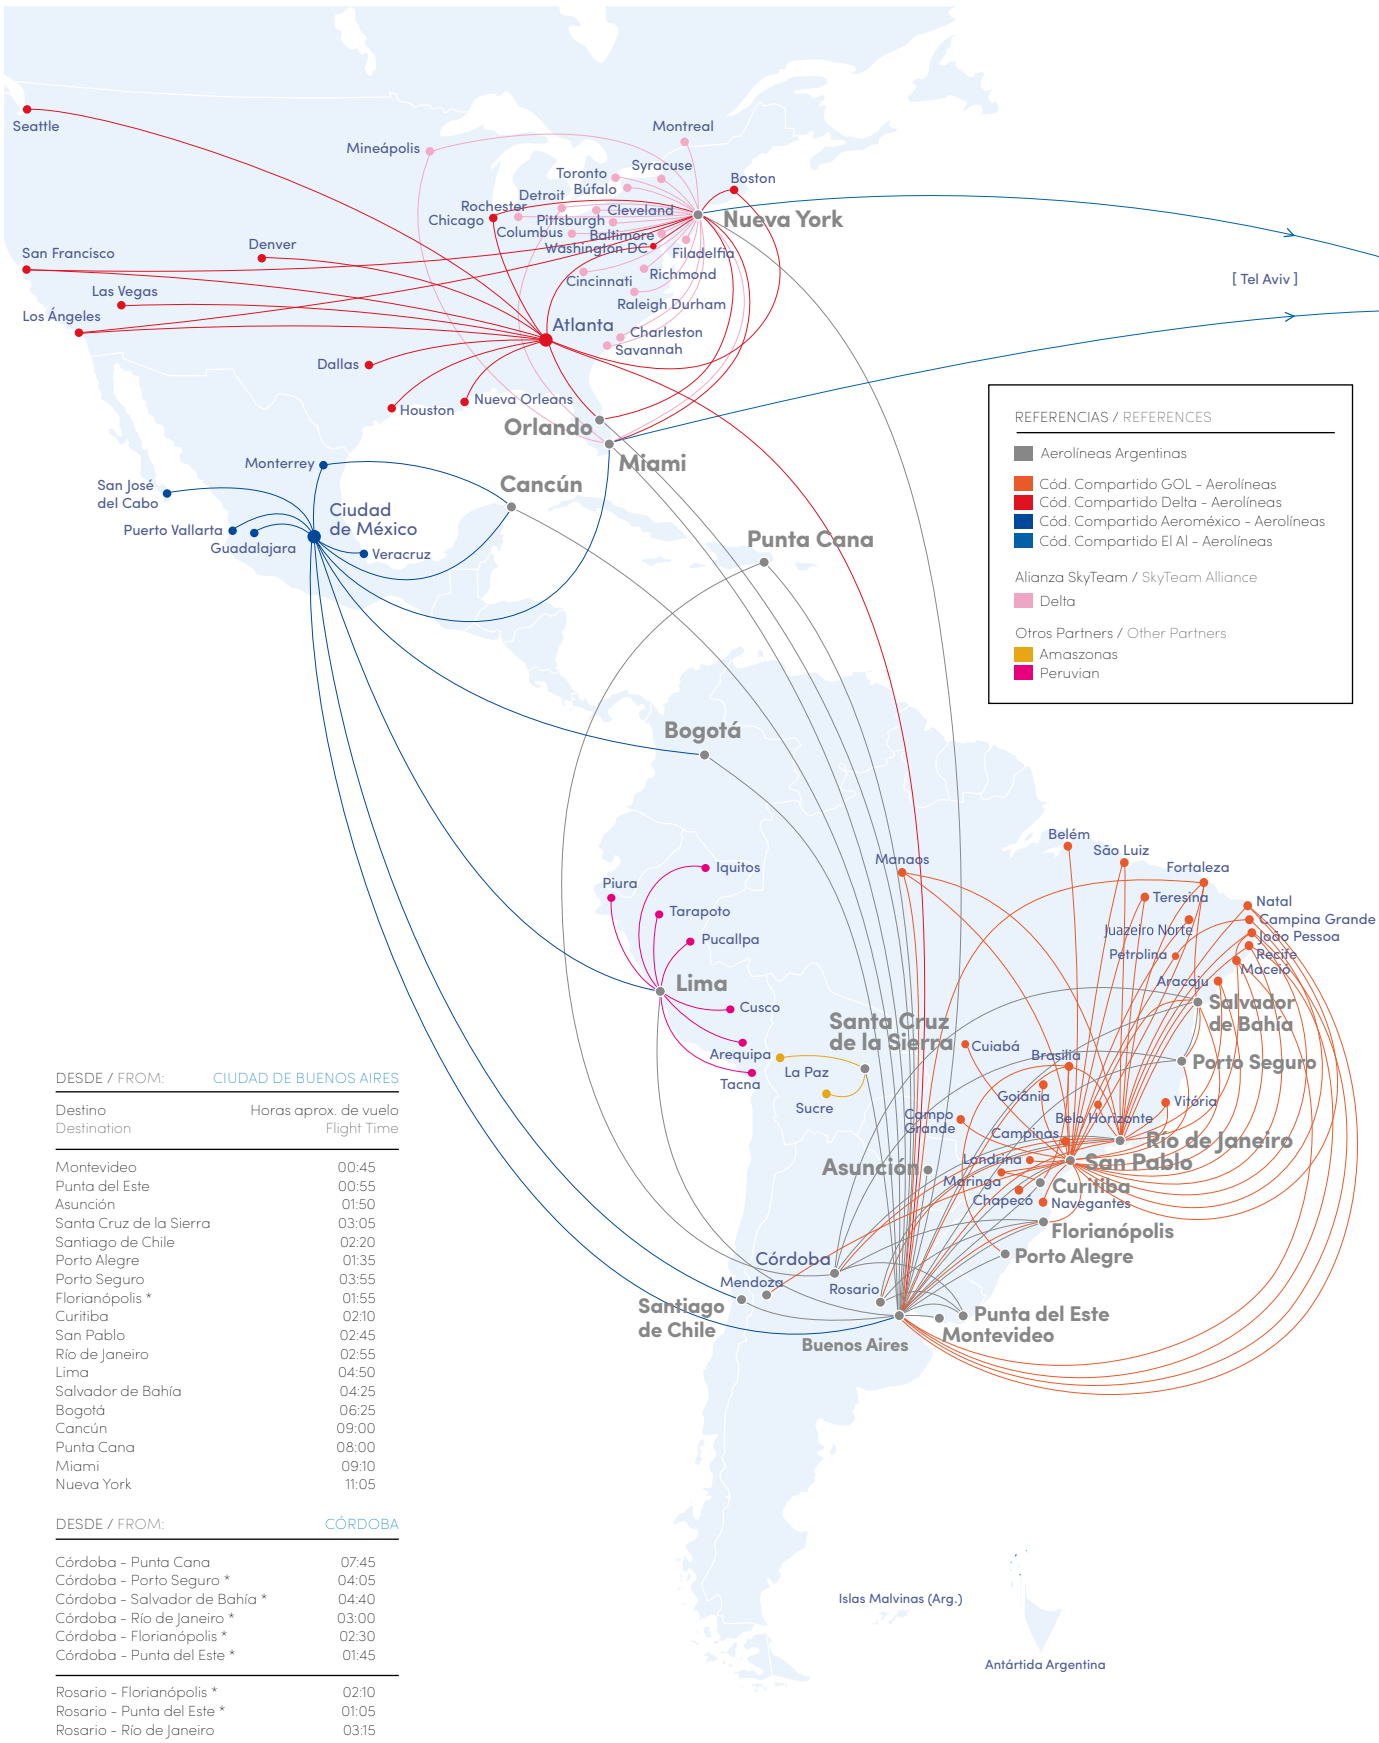 Seattle
Mineápolis
Montreal
Syracuse
Toronto
Búfalo
Boston
Detroit
Rochester
Cleveland
Chicago
Pittsburgh
Nueva York
Columbus
Baltimore
Washington DC
Filadelfia
Denver
San Francisco
Cincinnati
Richmond
[ Tel Aviv ]
Las Vegas
Raleigh Durham
Los Ángeles
Atlanta
Charleston
Savannah
Dallas
Nueva Orleans
Houston
Orlando
Miami
REFERENCIAS / REFERENCES
Aerolíneas Argentinas
Cód. Compartido GOL - Aerolíneas
Cód. Compartido Delta - Aerolíneas
Cód. Compartido Aeroméxico - Aerolíneas
Cód. Compartido El Al - Aerolíneas
Alianza SkyTeam / SkyTeam Alliance
Delta
Otros Partners / Other Partners
Amaszonas
Peruvian
Monterrey
San José
del Cabo
Cancún
Ciudad
de México
Puerto Vallarta
Guadalajara
Veracruz
Punta Cana
Bogotá
Belém
São Luiz
Manaos
Fortaleza
Iquitos
Piura
Teresina
Natal
Tarapoto
Campina Grande
Juazeiro Norte
João Pessoa
Pucallpa
Petrolina
Recife
Maceió
Lima
Aracaju
Salvador
de Bahía
Cusco
Santa Cruz
de la Sierra
Cuiabá
Arequipa
Brasilia
Porto Seguro
La Paz
Tacna
Goiânia
Sucre
Vitória
Campo
Grande
Belo Horizonte
Campinas
Río de Janeiro
Londrina
San Pablo
Asunción
Maringa
Curitiba
Chapecó
Navegantes
Florianópolis
Córdoba
Porto Alegre
Mendoza
Rosario
Santiago
de Chile
Punta del Este
Montevideo
Buenos Aires
Islas Malvinas (Arg.)
Antártida Argentina
DESDE / FROM: CIUDAD DE BUENOS AIRES
Destino Horas aprox. de vuelo
Destination Flight Time
Montevideo 00:45
Punta del Este 00:55
Asunción 01:50
Santa Cruz de la Sierra 03:05
Santiago de Chile 02:20
Porto Alegre 01:35
Porto Seguro 03:55
Florianópolis * 01:55
Curitiba 02:10
San Pablo 02:45
Río de Janeiro 02:55
Lima 04:50
Salvador de Bahía 04:25
Bogotá 06:25
Cancún 09:00
Punta Cana 08:00
Miami 09:10
Nueva York 11:05
DESDE / FROM: CÓRDOBA
Córdoba - Punta Cana 07:45
Córdoba - Porto Seguro * 04:05
Córdoba - Salvador de Bahía * 04:40
Córdoba - Río de Janeiro * 03:00
Córdoba - Florianópolis * 02:30
Córdoba - Punta del Este * 01:45
Rosario - Florianópolis * 02:10
Rosario - Punta del Este * 01:05
Rosario - Río de Janeiro 03:15